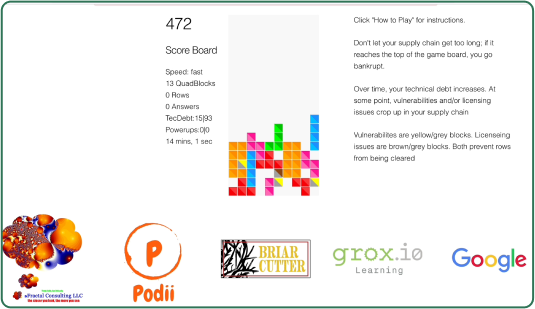 472
Score Board
Speed: fast
13 QuadBlocks
0 Rows
0 Answers
TecDebt:15|93
Powerups:0|0
14 mins, 1 sec
Click "How to Play" for instructions.
Don't let your supply chain get too long; if it
reaches the top of the game board, you go
bankrupt.
Over time, your technical debt increases. At
some point, vulnerabilities and/or licensing
issues crop up in your supply chain
Vulnerabilites are yellow/grey blocks. Licenseing
issues are brown/grey blocks. Both prevent rows
from being cleared
eFractal Consulting LLC
P
Podii
BRIAR
CUTTER
grox.io
Learning
Google